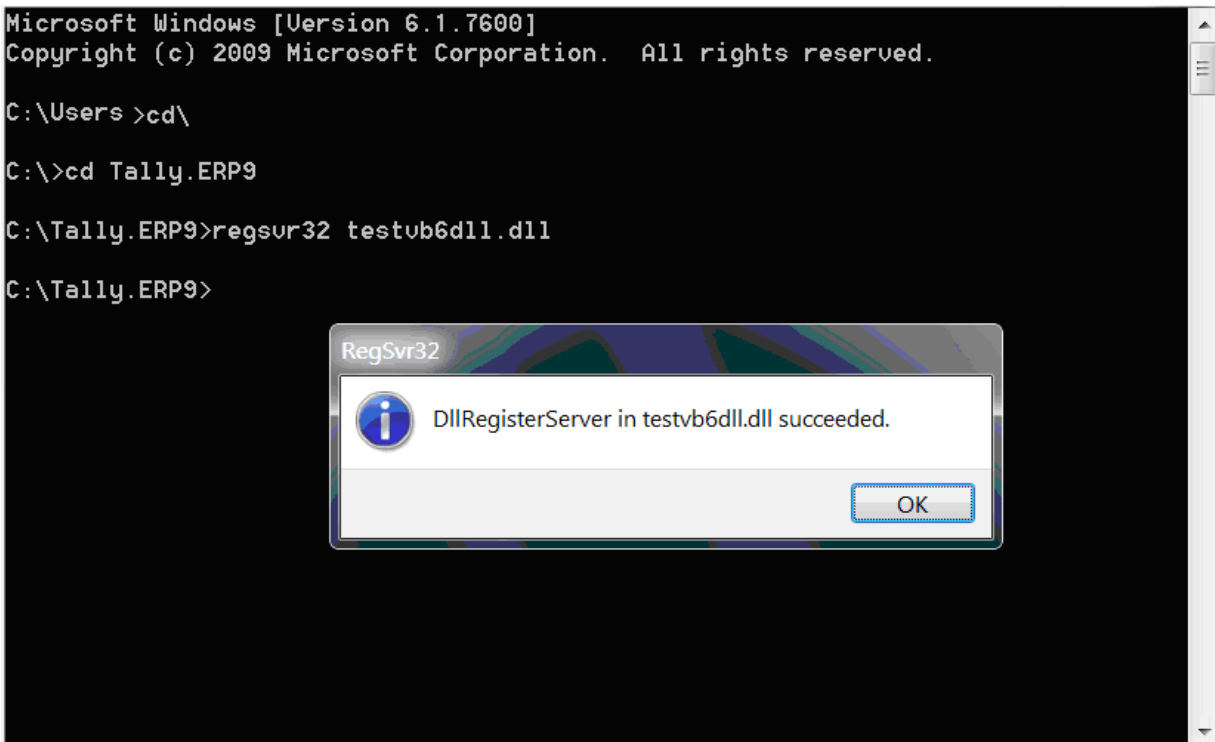 Microsoft Windows [Version 6.1.7600]
Copyright (c) 2009 Microsoft Corporation.  All rights reserved.
C:\Users >cd\
C:\>cd Tally.ERP9
C:\Tally.ERP9>regsvr32 testvb6dll.dll
C:\Tally.ERP9>
RegSvr32
DllRegisterServer in testvb6dll.dll succeeded.
OK